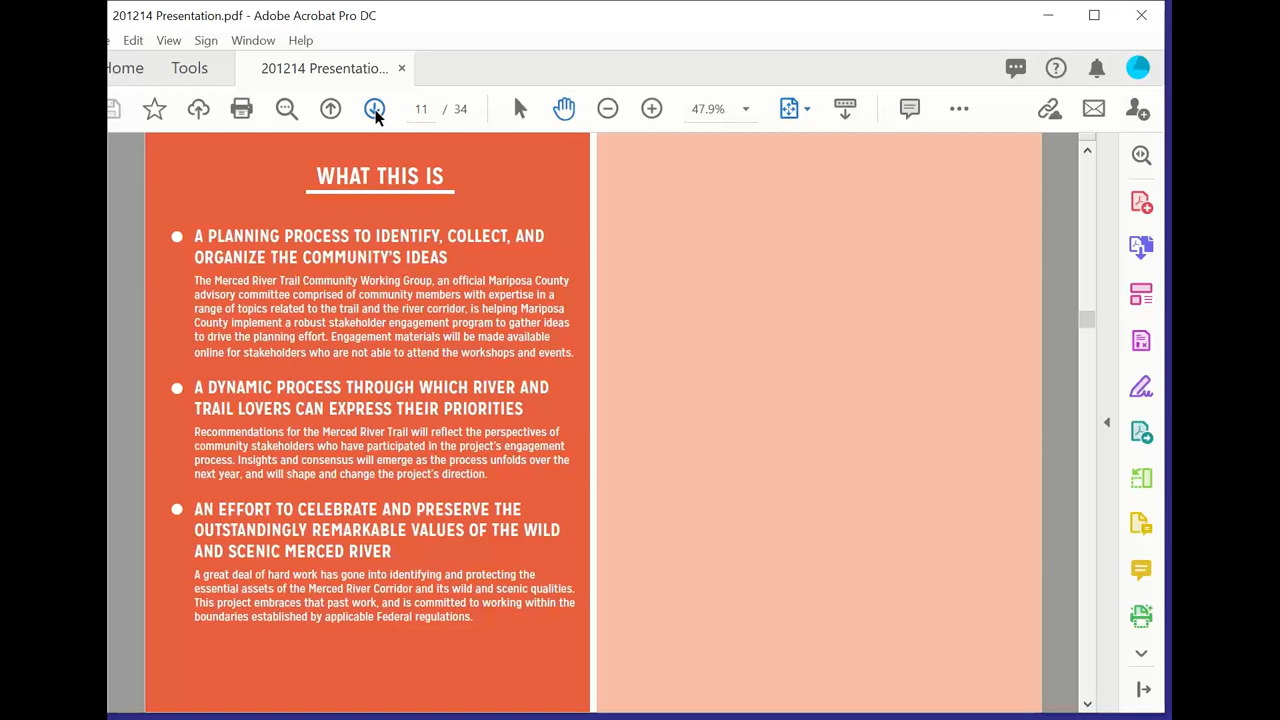 201214 Presentation.pdf - Adobe Acrobat Pro DC
Edit View Sign Window Help
Tools 201214 Presentatio... ×
11 / 34 47.9%
WHAT THIS IS
A PLANNING PROCESS TO IDENTIFY, COLLECT, AND
ORGANIZE THE COMMUNITY'S IDEAS
The Merced River Trail Community Working Group, an official Mariposa County
advisory committee comprised of community members with expertise in a
range of topics related to the trail and the river corridor, is helping Mariposa
County implement a robust stakeholder engagement program to gather ideas
to drive the planning effort. Engagement materials will be made available
online for stakeholders who are not able to attend the workshops and events.
A DYNAMIC PROCESS THROUGH WHICH RIVER AND
TRAIL LOVERS CAN EXPRESS THEIR PRIORITIES
Recommendations for the Merced River Trail will reflect the perspectives of
community stakeholders who have participated in the project's engagement
process. Insights and consensus will emerge as the process unfolds over the
next year, and will shape and change the project's direction.
AN EFFORT TO CELEBRATE AND PRESERVE THE
OUTSTANDINGLY REMARKABLE VALUES OF THE WILD
AND SCENIC MERCED RIVER
A great deal of hard work has gone into identifying and protecting the
essential assets of the Merced River Corridor and its wild and scenic qualities.
This project embraces that past work, and is committed to working within the
boundaries established by applicable Federal regulations.